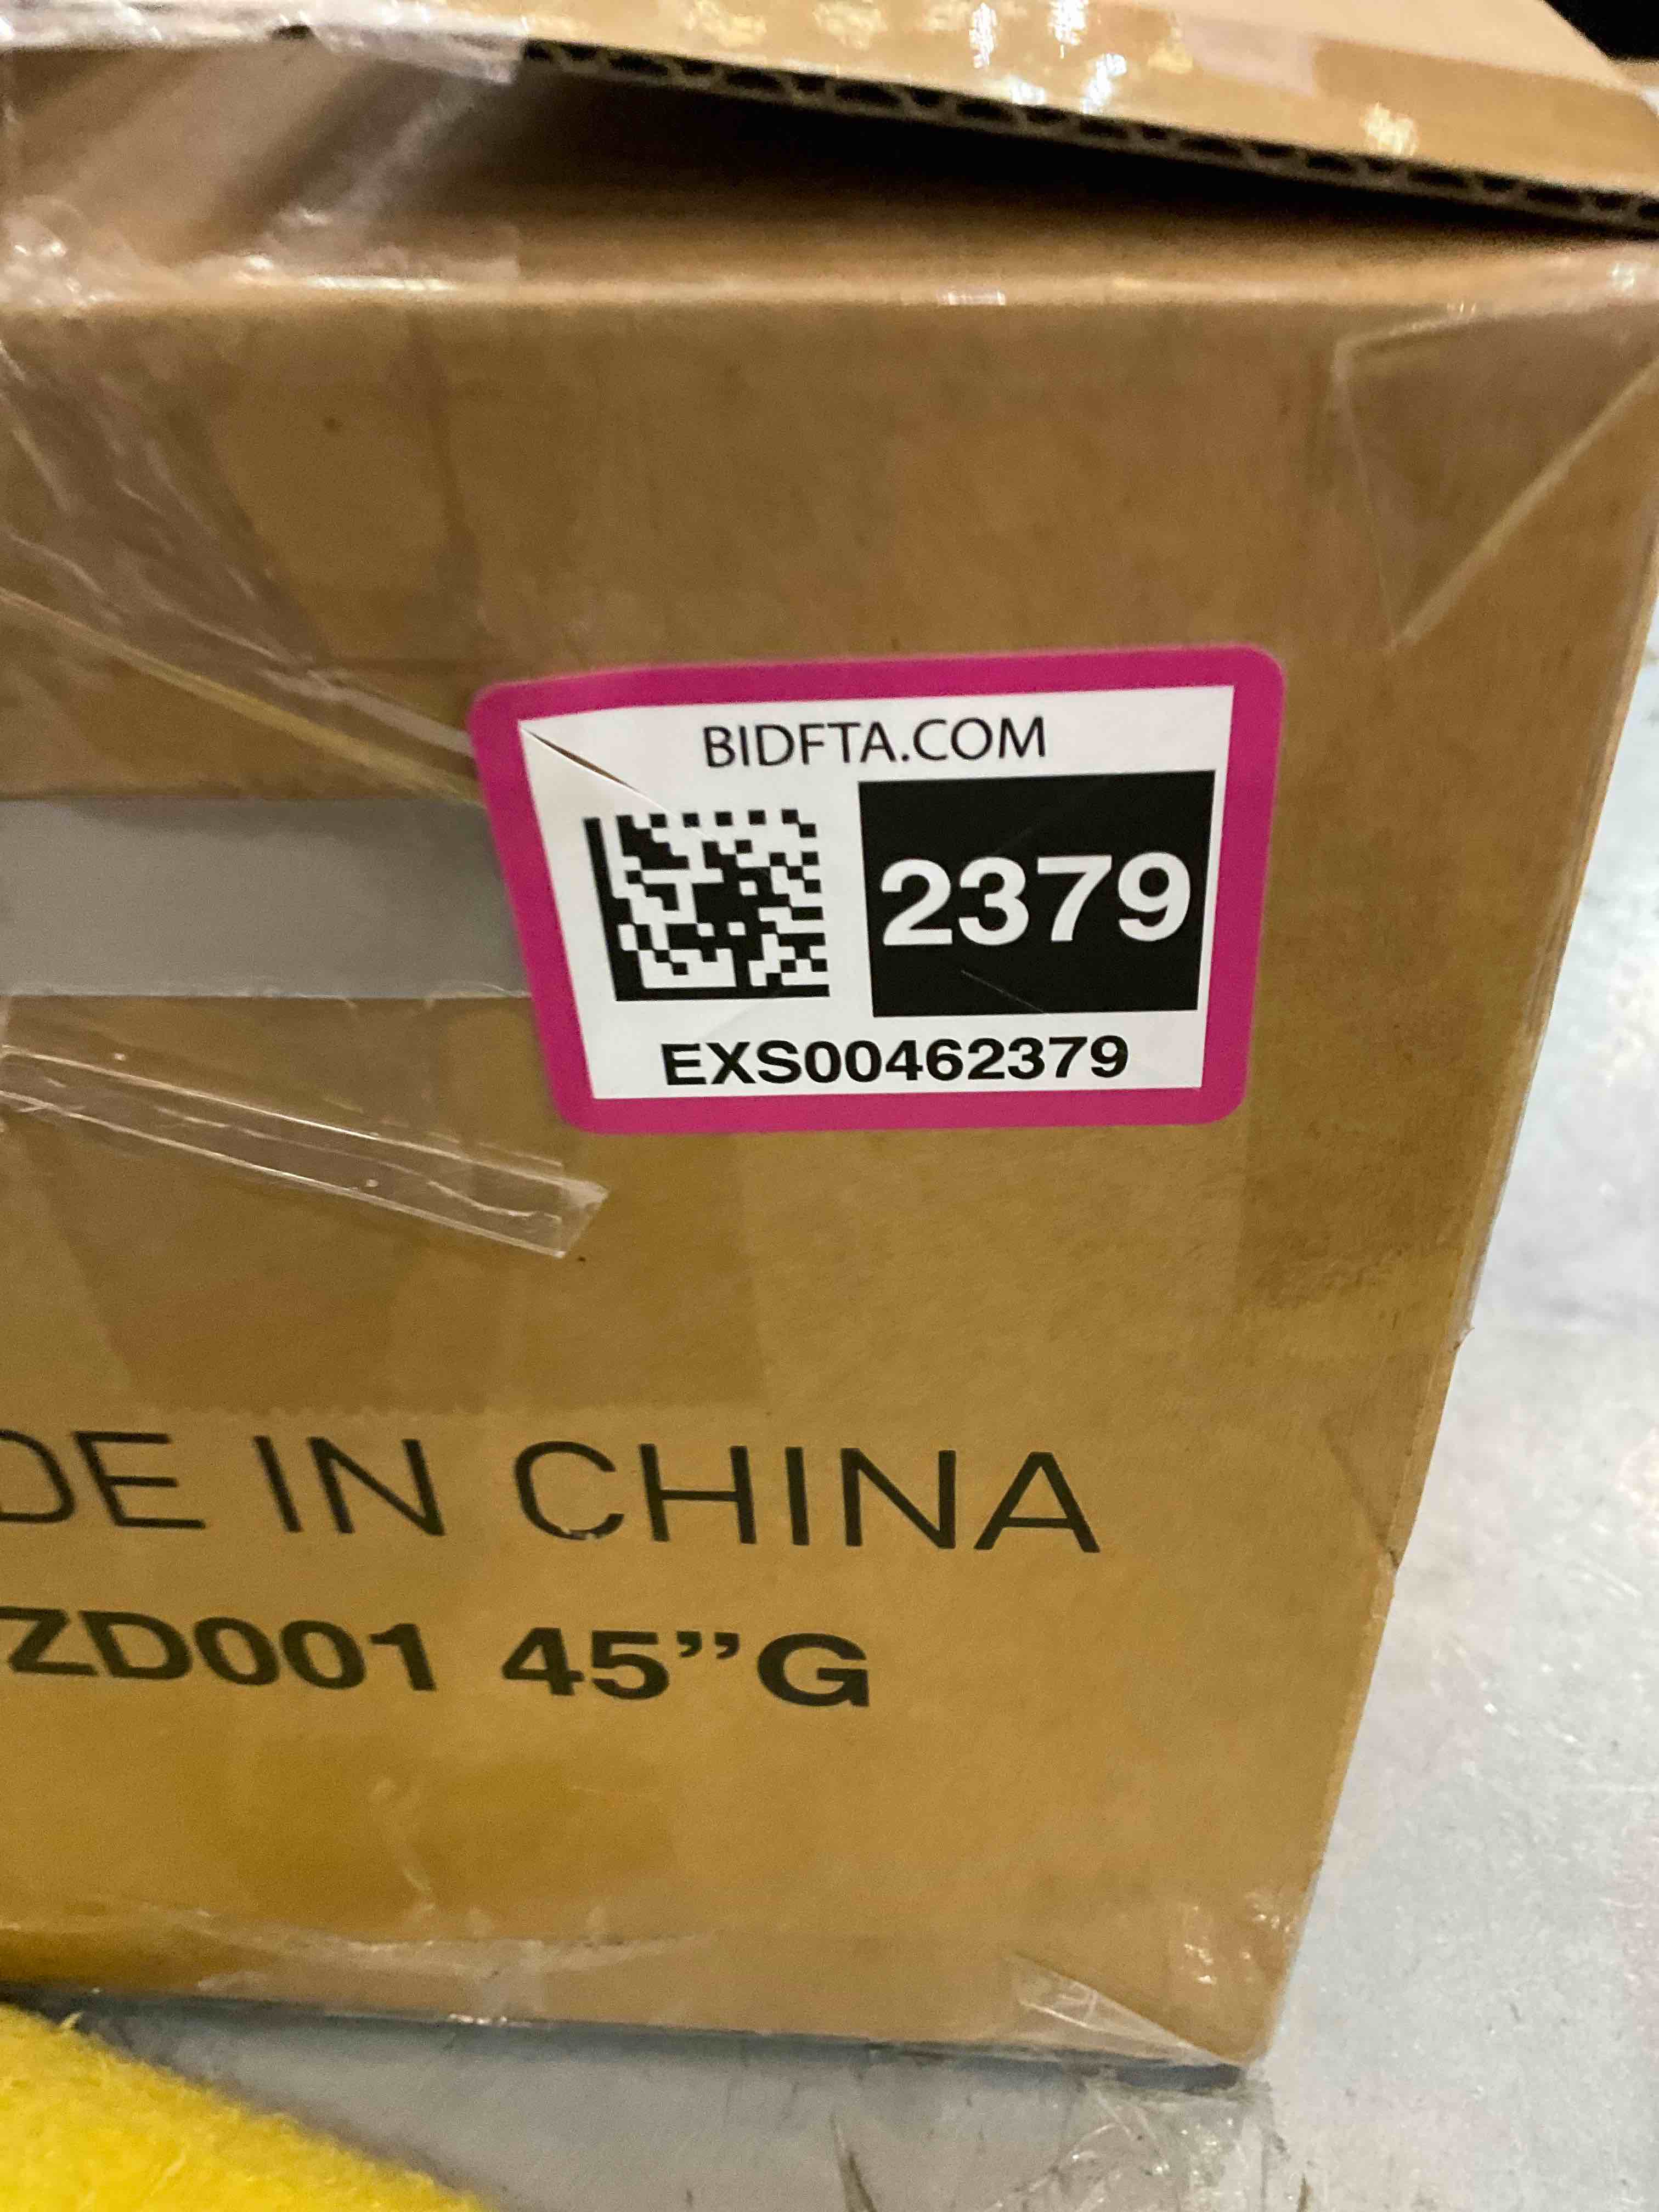 BIDFTA.COM
2379
EXS00462379
DE IN CHINA
ZD001 45”G